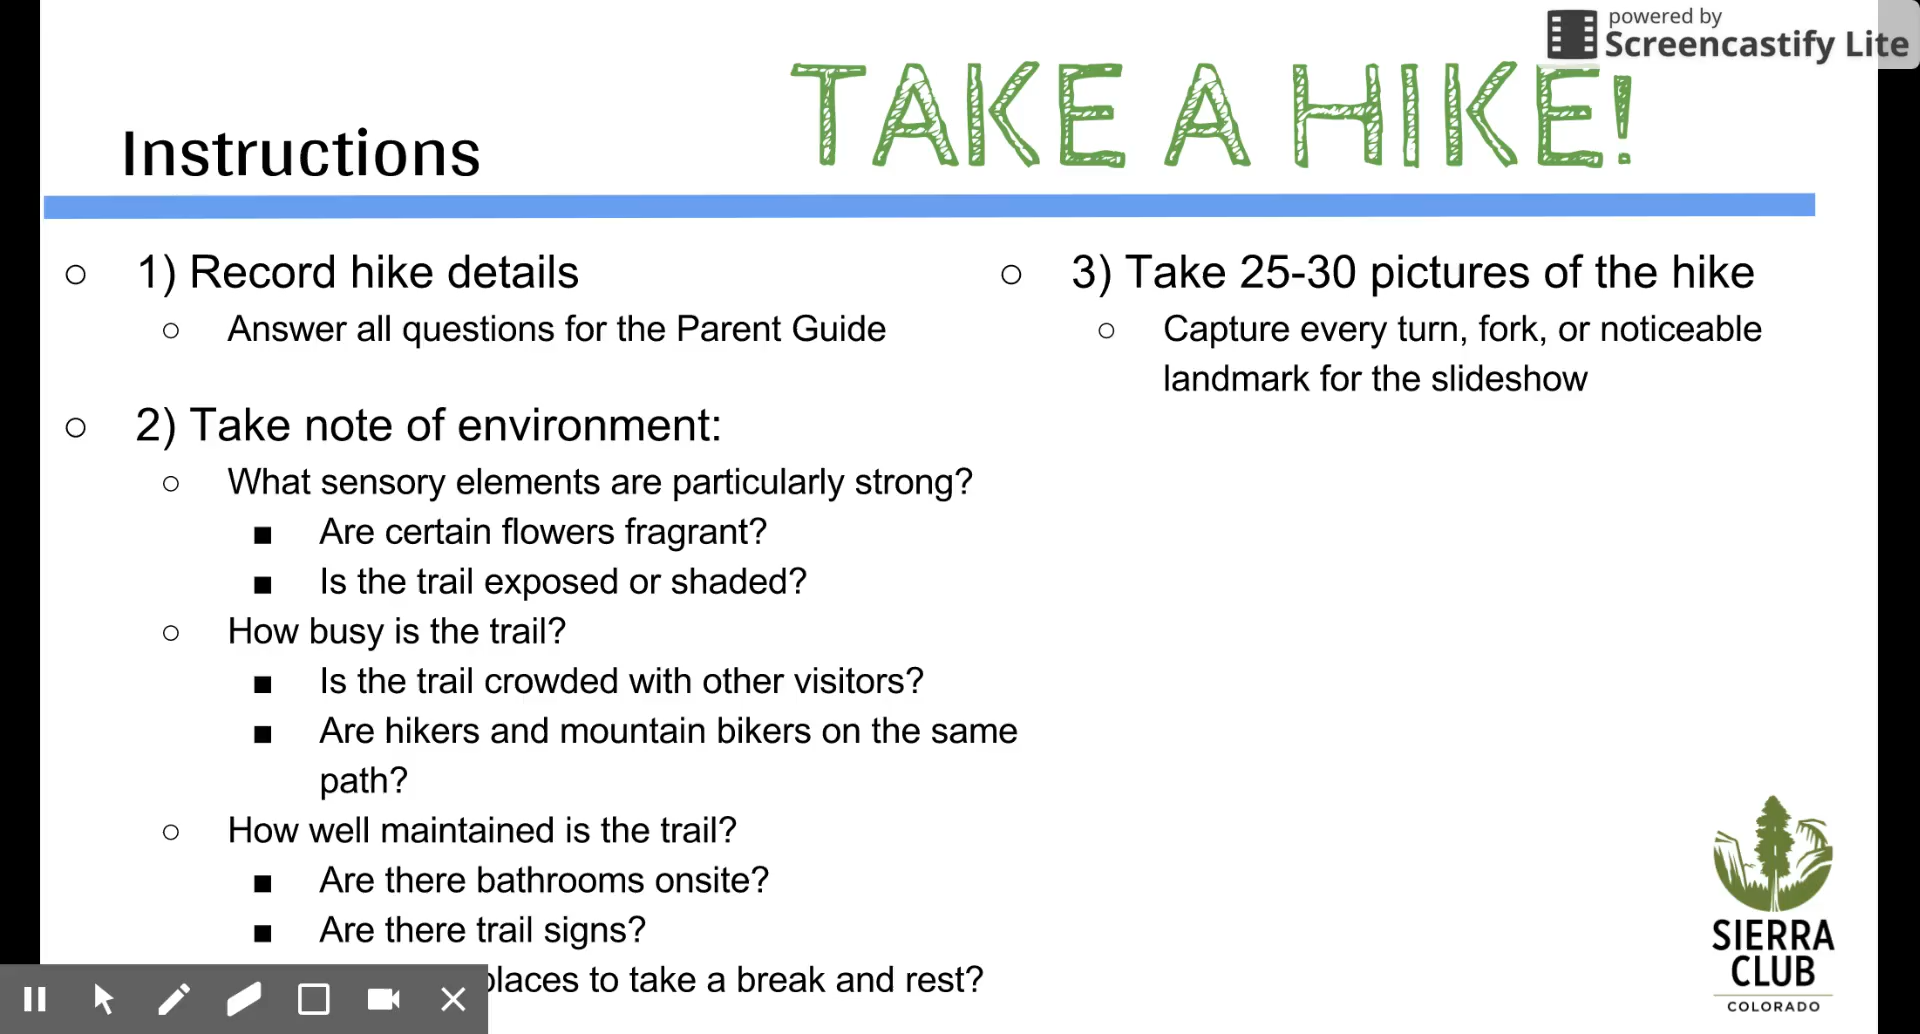 powered by
Screencastify Lite
TAKE A HIKE!
Instructions
1) Record hike details
Answer all questions for the Parent Guide
2) Take note of environment:
What sensory elements are particularly strong?
Are certain flowers fragrant?
Is the trail exposed or shaded?
How busy is the trail?
Is the trail crowded with other visitors?
Are hikers and mountain bikers on the same
path?
How well maintained is the trail?
Are there bathrooms onsite?
Are there trail signs?
places to take a break and rest?
3) Take 25-30 pictures of the hike
Capture every turn, fork, or noticeable
landmark for the slideshow
SIERRA
CLUB
COLORADO